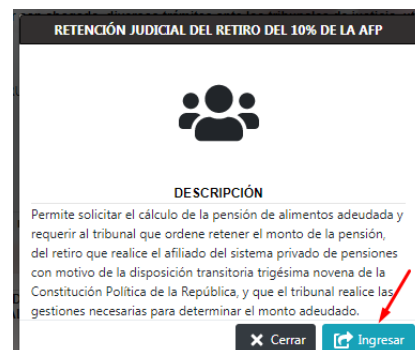 RETENCIÓN JUDICIAL DEL RETIRO DEL 10% DE LA AFP
DESCRIPCIÓN
Permite solicitar el cálculo de la pensión de alimentos adeudada y
requerir al tribunal que ordene retener el monto de la pensión,
del retiro que realice el afiliado del sistema privado de pensiones
con motivo de la disposición transitoria trigésima novena de la
Constitución Política de la República, y que el tribunal realice las
gestiones necesarias para determinar el monto adeudado.
Cerrar Ingresar